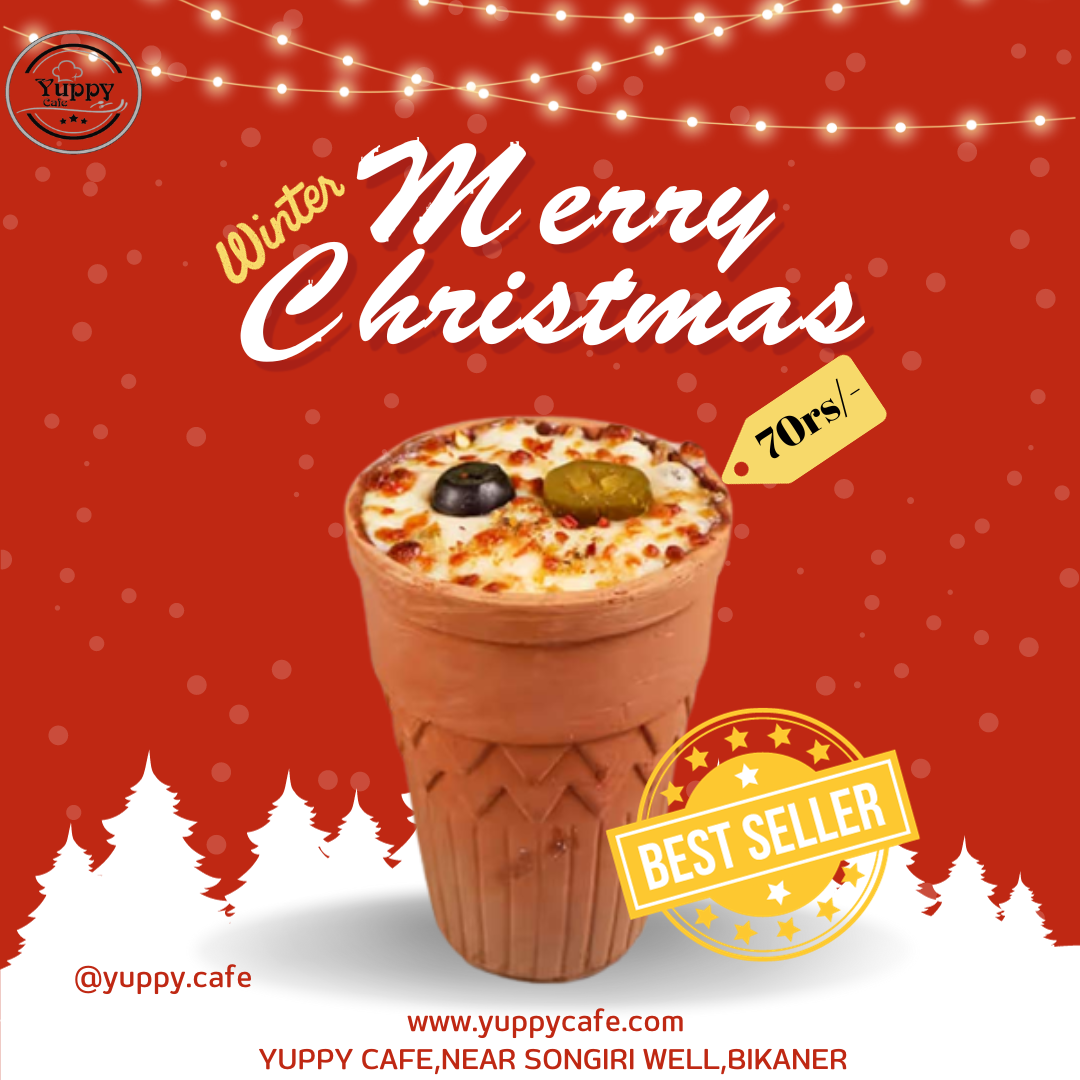 Yuppy
Cafe
Winter
Merry
Christmas
70rs/-
BEST SELLER
@yuppy.cafe
www.yuppycafe.com
YUPPY CAFE,NEAR SONGIRI WELL,BIKANER